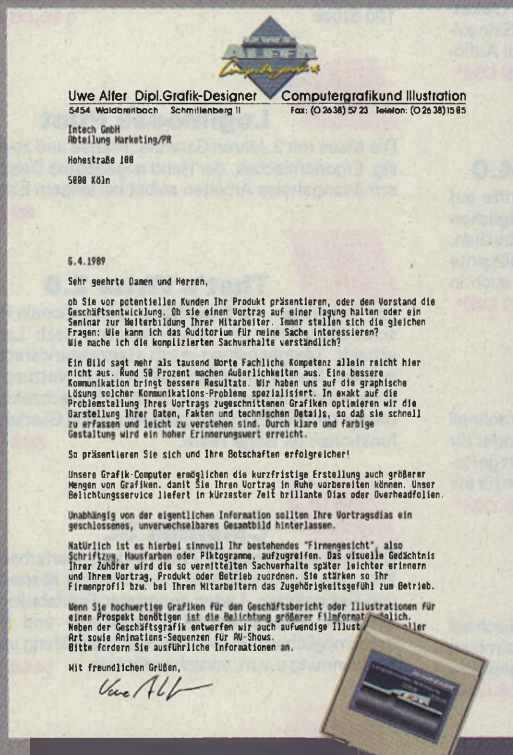 UWE
ALFER
Computergrafik
Uwe Alfer Dipl.Grafik-Designer Computergrafikund Illustration
5454 Waldbreitbach Schmillenberg 11 Fax: (0 2638) 57 23 Telefon: (0 26 38) 15 85
Intech GmbH
Abteilung Marketing/PR
Hohestraße 100
5000 Köln
6.4.1989
Sehr geehrte Damen und Herren,
ob Sie vor potentiellen Kunden Ihr Produkt präsentieren, oder den Vorstand die
Geschäftsentwicklung. Ob sie einen Vortrag auf einer Tagung halten oder ein
Seminar zur Weiterbildung Ihrer Mitarbeiter. Immer stellen sich die gleichen
Fragen: Wie kann ich das Auditorium für meine Sache interessieren?
Wie mache ich die komplizierten Sachverhalte verständlich?
Ein Bild sagt mehr als tausend Worte Fachliche Kompetenz allein reicht hier
nicht aus. Rund 50 Prozent machen Äußerlichkeiten aus. Eine bessere
Kommunikation bringt bessere Resultate. Wir haben uns auf die graphische
Lösung solcher Kommunikations-Probleme spezialisiert. In exakt auf die
Problemstellung Ihres Vortrags zugeschnittenen Grafiken optimieren wir die
Darstellung Ihrer Daten, Fakten und technischen Details, so daß sie schnell
zu erfassen und leicht zu verstehen sind. Durch klare und farbige
Gestaltung wird ein hoher Erinnerungswert erreicht.
So präsentieren Sie sich und Ihre Botschaften erfolgreicher!
Unsere Grafik-Computer ermöglichen die kurzfristige Erstellung auch größerer
Mengen von Grafiken. damit Sie Ihren Vortrag in Ruhe vorbereiten können. Unser
Belichtungsservice liefert in kürzester Zeit brillante Dias oder Overheadfolien.
Unabhängig von der eigentlichen Information sollten Ihre Vortragsdias ein
geschlossenes, unverwechselbares Gesamtbild hinterlassen.
Natürlich ist es hierbei sinnvoll Ihr bestehendes "Firmengesicht", also
Schriftzug, Hausfarben oder Piktogramme, aufzugreifen. Das visuelle Gedächtnis
Ihrer Zuhörer wird die so vermittelten Sachverhalte später leichter erinnern
und Ihrem Vortrag, Produkt oder Betrieb zuordnen. Sie stärken so Ihr
Firmenprofil bzw. bei Ihren Mitarbeitern das Zugehörigkeitsgefühl zum Betrieb.
Wenn Sie hochwertige Grafiken für den Geschäftsbericht oder Illustrationen für
einen Prospekt benötigen ist die Belichtung größerer Filmformat
Neben der Geschäftsgrafik entwerfen wir auch aufwendige Illust aller
Art sowie Animations-Sequenzen für AV-Shows.
Bitte fordern Sie ausführliche Informationen an.
Mit freundlichen Grüßen,